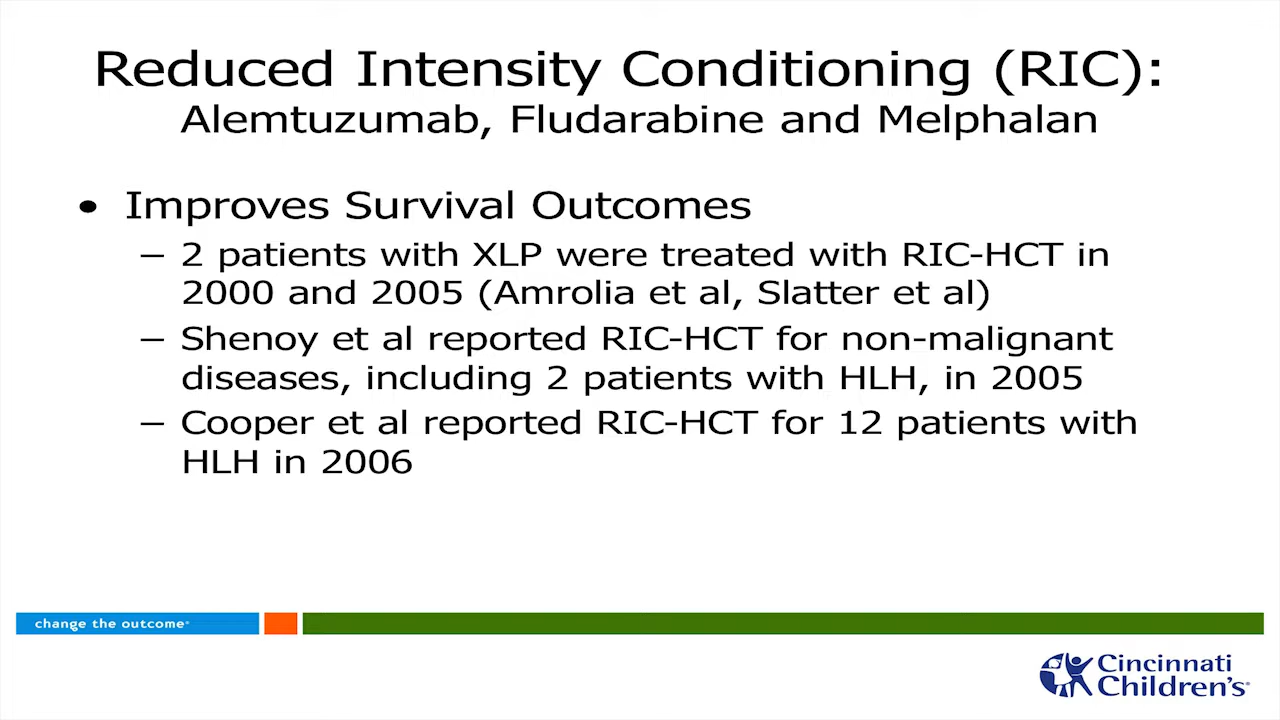 Reduced Intensity Conditioning (RIC):
Alemtuzumab, Fludarabine and Melphalan
• Improves Survival Outcomes
– 2 patients with XLP were treated with RIC-HCT in
2000 and 2005 (Amrolia et al, Slatter et al)
– Shenoy et al reported RIC-HCT for non-malignant
diseases, including 2 patients with HLH, in 2005
– Cooper et al reported RIC-HCT for 12 patients with
HLH in 2006
change the outcome®
Cincinnati
Children's®